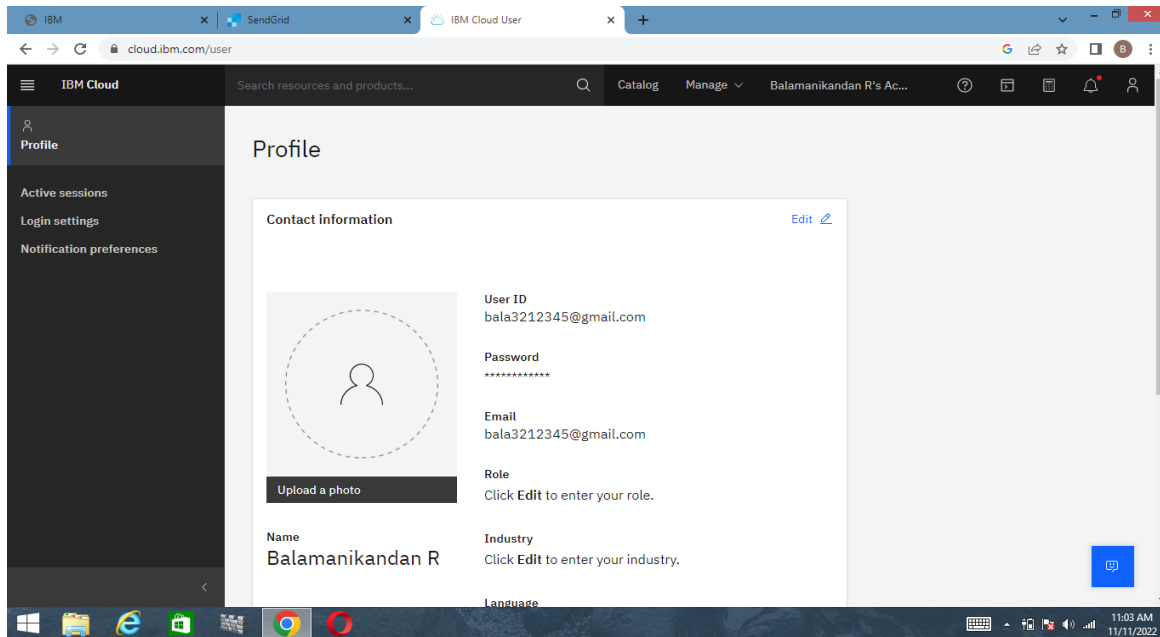 IBM
SendGrid
IBM Cloud User
cloud.ibm.com/user
G
B
IBM Cloud
Search resources and products...
Catalog
Manage
Balamanikandan R's Ac...
Profile
Active sessions
Login settings
Notification preferences
Profile
Contact information
Edit
User ID
bala3212345@gmail.com
Password
************
Email
bala3212345@gmail.com
Role
Click Edit to enter your role.
Upload a photo
Name
Balamanikandan R
Industry
Click Edit to enter your industry.
Language
11:03 AM
11/11/2022